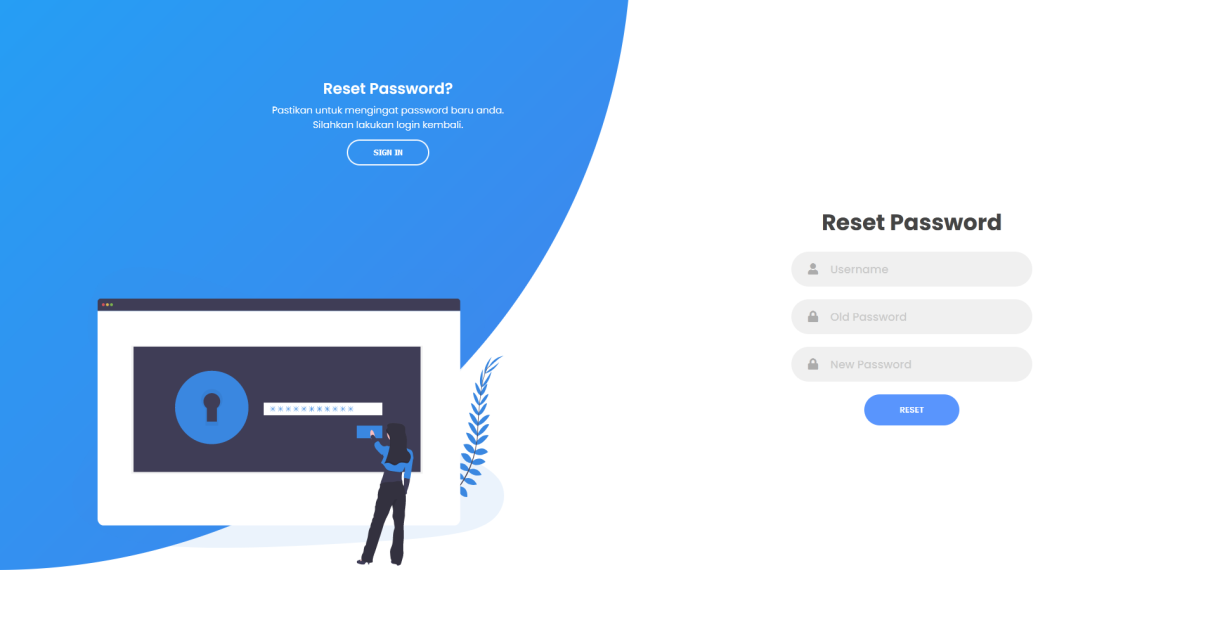 Reset Password?
Pastikan untuk mengingat password baru anda.
Silahkan lakukan login kembali.
SIGN IN
Reset Password
Username
Old Password
New Password
RESET